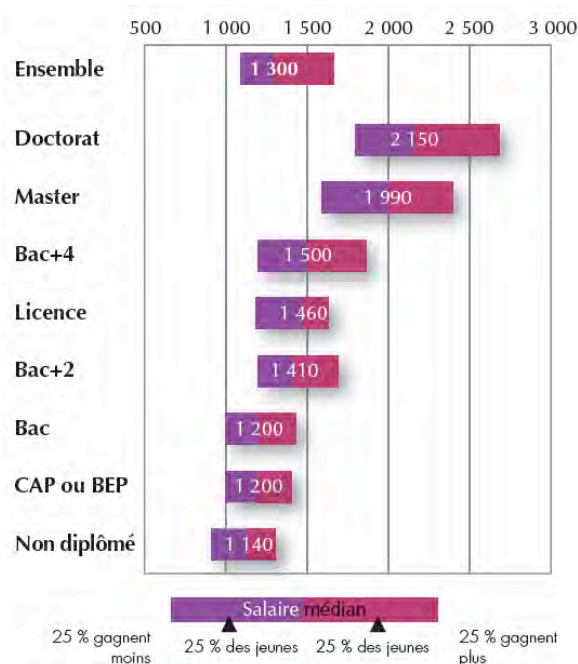 500 1 000 1 500 2 000 2 500 3 000
Ensemble 1 300
Doctorat 2 150
Master 1 990
Bac+4 1 500
Licence 1 460
Bac+2 1 410
Bac 1 200
CAP ou BEP 1 200
Non diplômé 1 140
Salaire médian
25 % gagnent moins
25 % des jeunes
25 % des jeunes
25 % gagnent plus